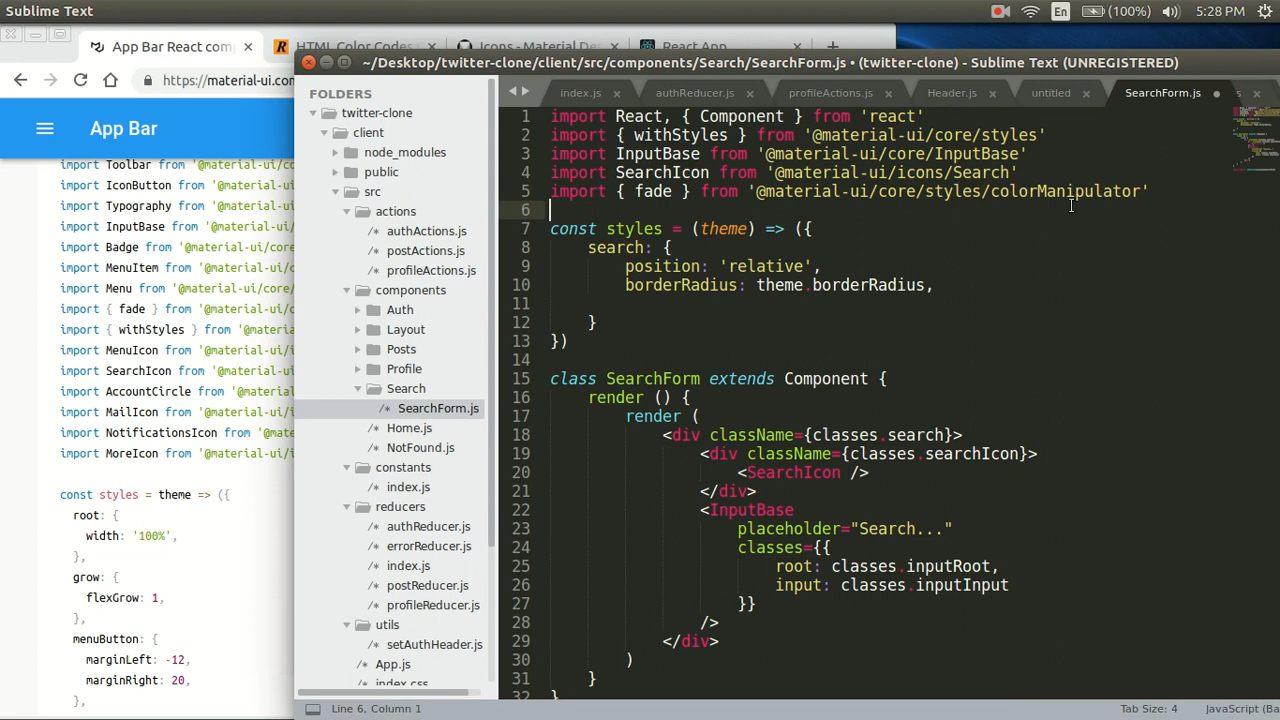 Sublime Text
En
(100%)
5:28 PM
App Bar React com
HTML Color Codes
Icons - Material De
React App
https://material-ui.com
App Bar
import Toolbar from '@material-ui/co
import IconButton from '@material-ui
import Typography from '@material-ui
import InputBase from '@material-ui/
import Badge from '@material-ui/core
import MenuItem from '@material-ui/c
import Menu from '@material-ui/core/
import { fade } from '@material-ui/c
import { withStyles } from '@materia
import MenuIcon from '@material-ui/i
import SearchIcon from '@material-ui
import AccountCircle from '@material
import MailIcon from '@material-ui/i
import NotificationsIcon from '@mate
import MoreIcon from '@material-ui/i
const styles = theme => ({
root: {
width: '100%',
},
grow: {
flexGrow: 1,
},
menuButton: {
marginLeft: -12,
marginRight: 20,
},
~/Desktop/twitter-clone/client/src/components/Search/SearchForm.js • (twitter-clone) - Sublime Text (UNREGISTERED)
FOLDERS
twitter-clone
client
node_modules
public
src
actions
authActions.js
postActions.js
profileActions.js
components
Auth
Layout
Posts
Profile
Search
SearchForm.js
Home.js
NotFound.js
constants
index.js
reducers
authReducer.js
errorReducer.js
index.js
postReducer.js
profileReducer.js
utils
setAuthHeader.js
App.js
index.css
index.js
authReducer.js
profileActions.js
Header.js
untitled
SearchForm.js
1 import React, { Component } from 'react'
2 import { withStyles } from '@material-ui/core/styles'
3 import InputBase from '@material-ui/core/InputBase'
4 import SearchIcon from '@material-ui/icons/Search'
5 import { fade } from '@material-ui/core/styles/colorManipulator'
6
7 const styles = (theme) => ({
8 search: {
9 position: 'relative',
10 borderRadius: theme.borderRadius,
11
12 }
13 })
14
15 class SearchForm extends Component {
16 render () {
17 render (
18 <div className={classes.search}>
19 <div className={classes.searchIcon}>
20 <SearchIcon />
21 </div>
22 <InputBase
23 placeholder="Search..."
24 classes={{
25 root: classes.inputRoot,
26 input: classes.inputInput
27 }}
28 />
29 </div>
30 )
31 }
32 }
Line 6, Column 1
Tab Size: 4
JavaScript (Ba